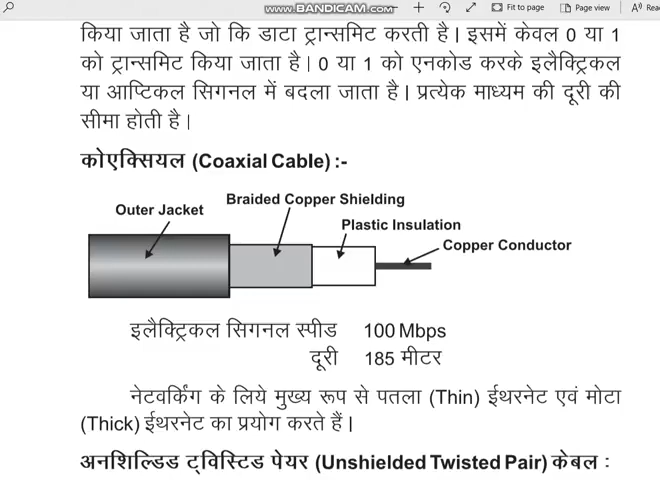 www.BANDICAM.com
Fit to page
Page view
किया जाता है जो कि डाटा ट्रान्समिट करती है। इसमें केवल 0 या 1
को ट्रान्समिट किया जाता है। 0 या 1 को एनकोड करके इलैक्ट्रिकल
या आप्टिकल सिगनल में बदला जाता है। प्रत्येक माध्यम की दूरी की
सीमा होती है।
कोएक्सियल (Coaxial Cable) :-
Braided Copper Shielding
Outer Jacket
Plastic Insulation
Copper Conductor
इलैक्ट्रिकल सिगनल स्पीड 100 Mbps
दूरी 185 मीटर
नेटवर्किंग के लिये मुख्य रूप से पतला (Thin) ईथरनेट एवं मोटा
(Thick) ईथरनेट का प्रयोग करते हैं।
अनशिल्डिड ट्विस्टिड पेयर (Unshielded Twisted Pair) केबल :